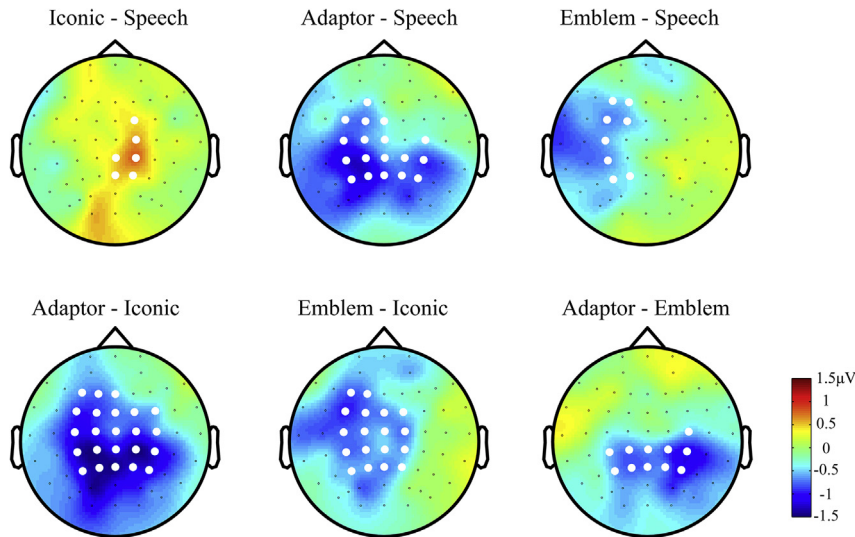 Iconic - Speech
Adaptor - Speech
Emblem - Speech
Adaptor - Iconic
Emblem - Iconic
Adaptor - Emblem
1.5µV
1
0.5
0
-0.5
-1
-1.5